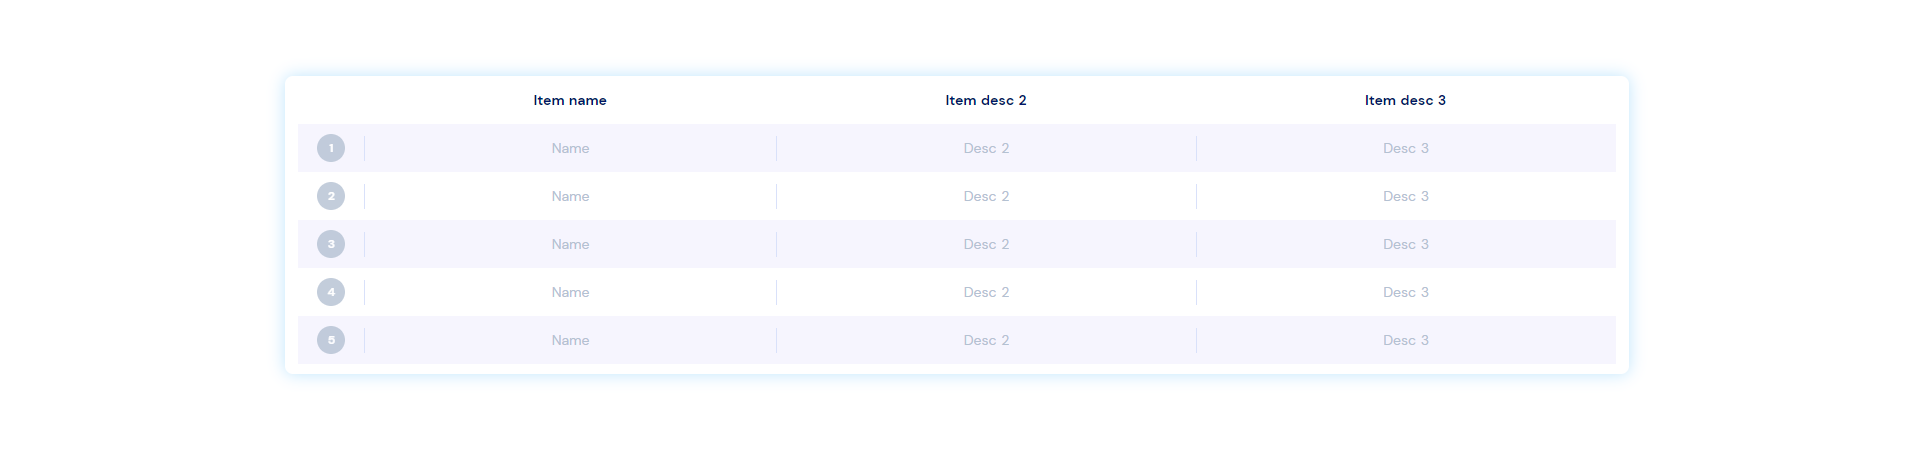 Item name Item desc 2 Item desc 3
1 Name Desc 2 Desc 3
2 Name Desc 2 Desc 3
3 Name Desc 2 Desc 3
4 Name Desc 2 Desc 3
5 Name Desc 2 Desc 3